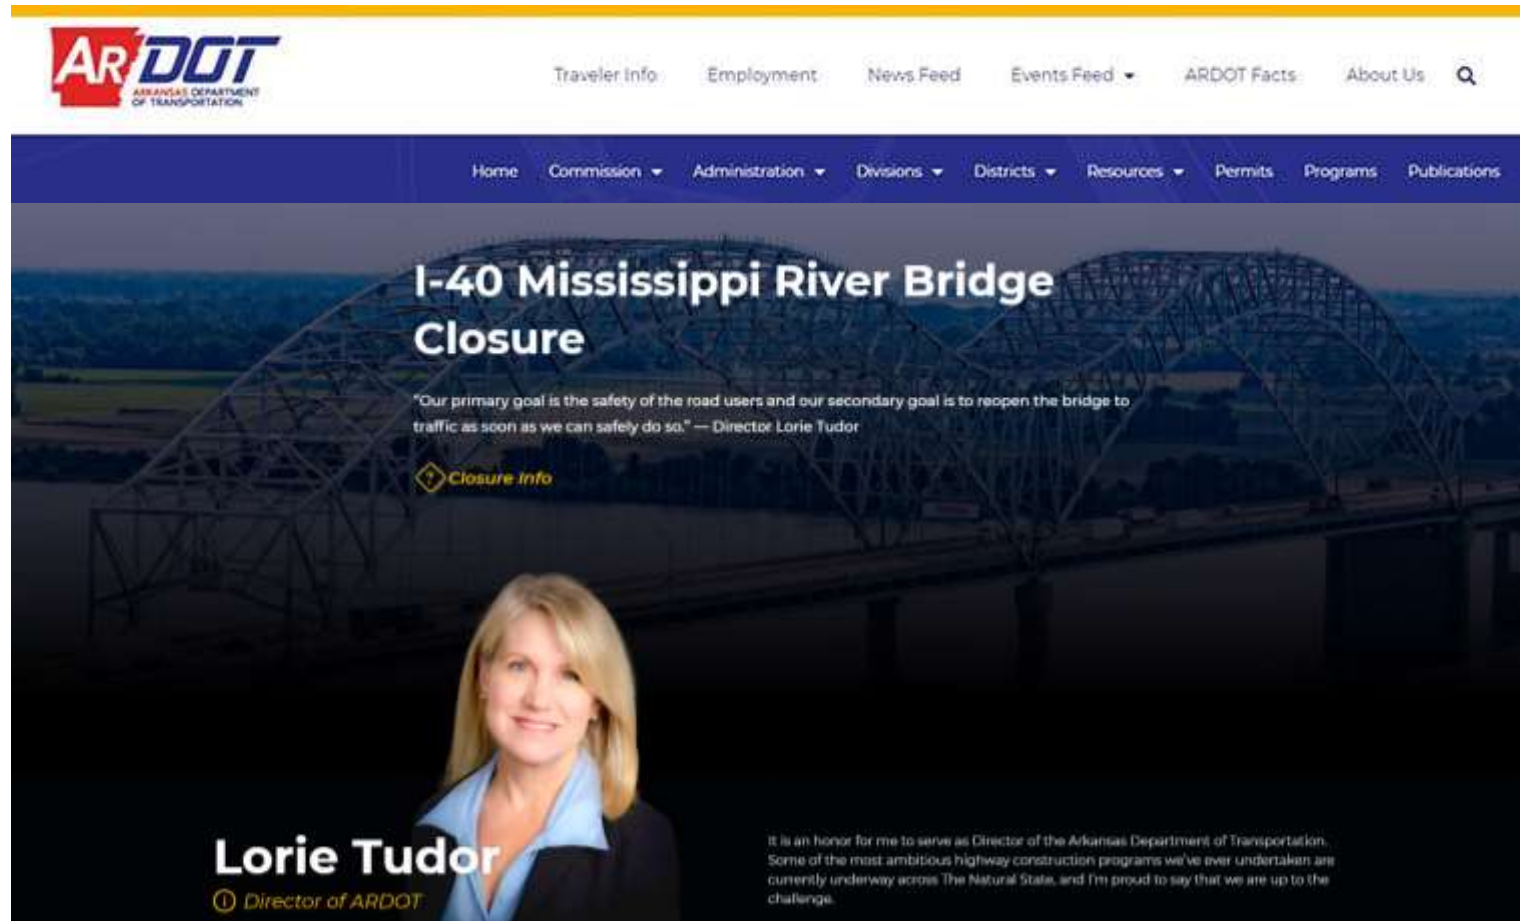 ARDOT
ARKANSAS DEPARTMENT
OF TRANSPORTATION
Traveler Info Employment News Feed Events Feed ARDOT Facts About Us
Home Commission Administration Divisions Districts Resources Permits Programs Publications
I-40 Mississippi River Bridge
Closure
"Our primary goal is the safety of the road users and our secondary goal is to reopen the bridge to
traffic as soon as we can safely do so." — Director Lorie Tudor
? Closure Info
Lorie Tudor
Director of ARDOT
It is an honor for me to serve as Director of the Arkansas Department of Transportation.
Some of the most ambitious highway construction programs we've ever undertaken are
currently underway across The Natural State, and I'm proud to say that we are up to the
challenge.